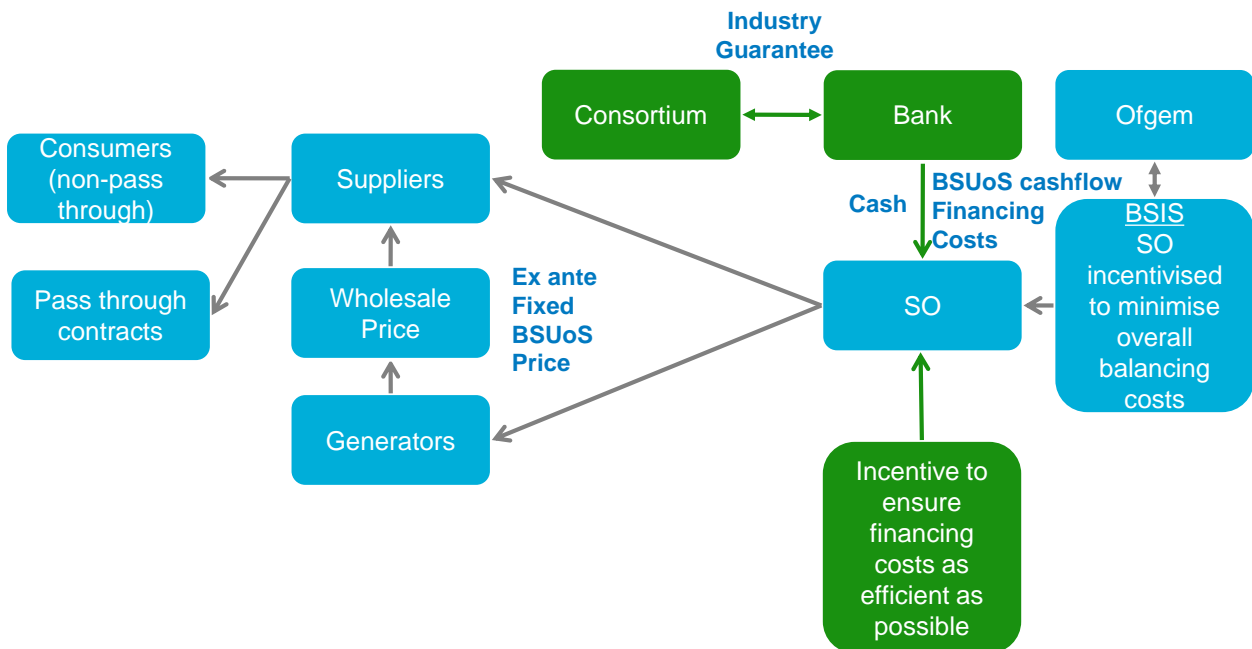 Industry
Guarantee
Consortium
Bank
Ofgem
Consumers
(non-pass
through)
Suppliers
Cash
BSUoS cashflow
Financing
Costs
BSIS
SO
incentivised
to minimise
overall
balancing
costs
Pass through
contracts
Wholesale
Price
Ex ante
Fixed
BSUoS
Price
SO
Generators
Incentive to
ensure
financing
costs as
efficient as
possible